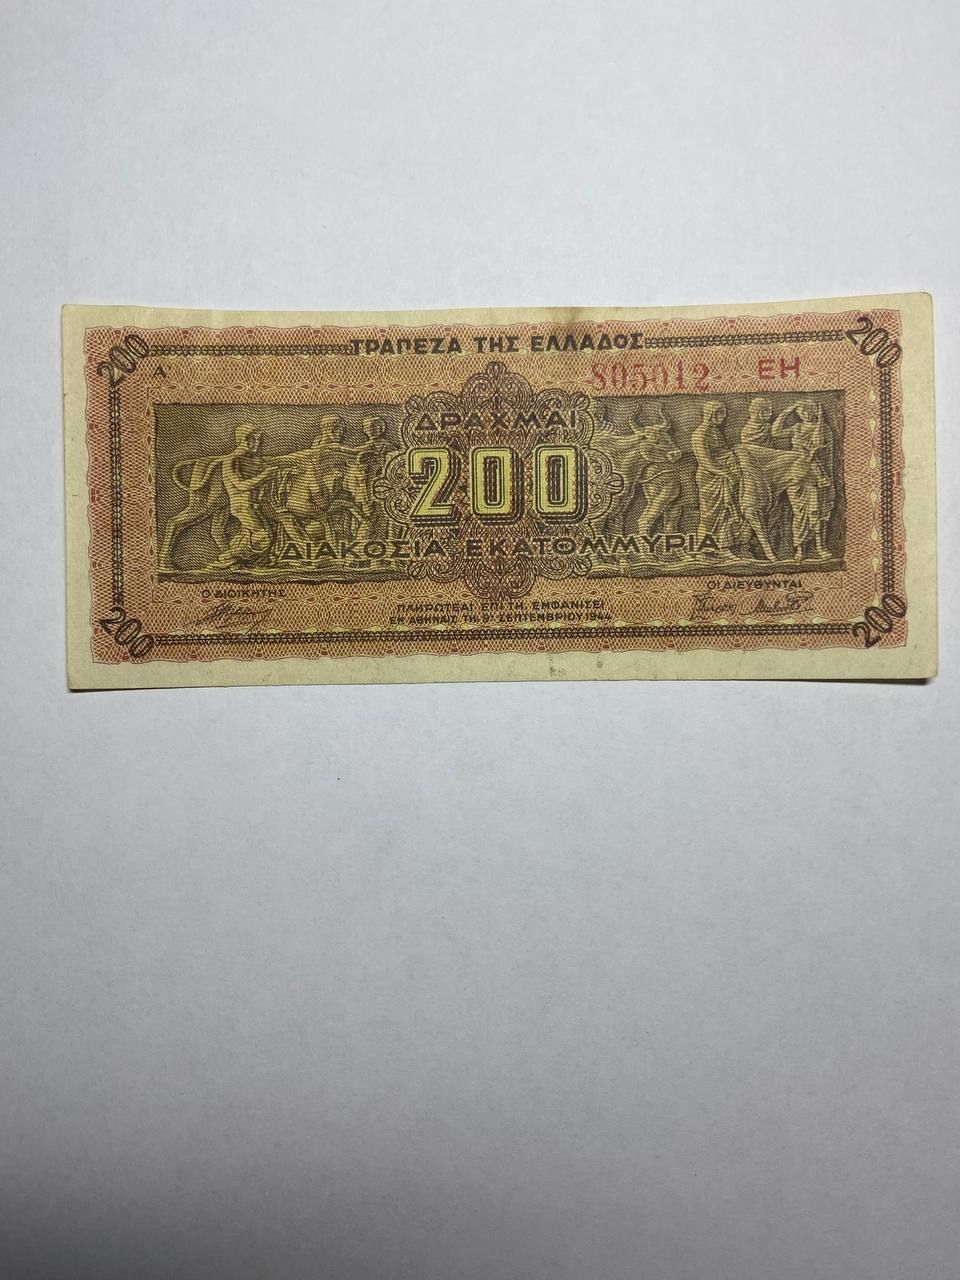 ΤΡΑΠΕΖΑ ΤΗΣ ΕΛΛΑΔΟΣ
200
200
Α
805012 ΕΗ
ΔΡΑΧΜΑΙ
200
ΔΙΑΚΟΣΙΑ ΕΚΑΤΟΜΜΥΡΙΑ
Ο ΔΙΟΙΚΗΤΗΣ
ΟΙ ΔΙΕΥΘΥΝΤΑΙ
ΠΛΗΡΩΤΕΑΙ ΕΠΙ ΤΗ, ΕΜΦΑΝΙΣΕΙ
ΕΝ ΑΘΗΝΑΙΣ ΤΗ, 9ῃ ΣΕΠΤΕΜΒΡΙΟΥ 1944
200
200